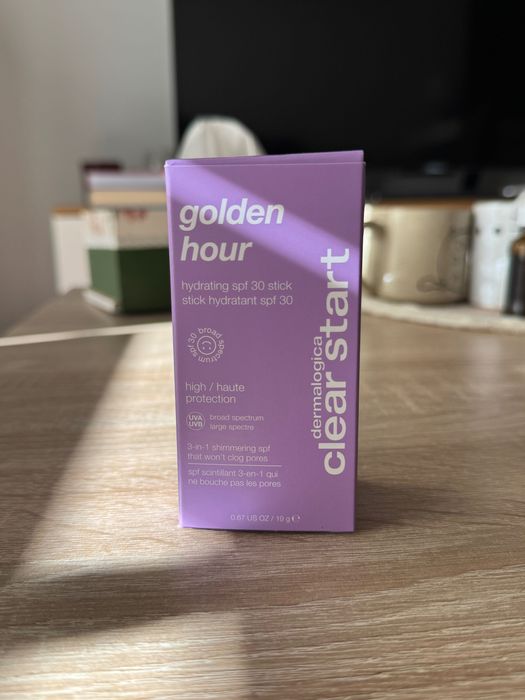 golden
hour
hydrating spf 30 stick
stick hydratant spf 30
spf 30 broad spectrum
high / haute
protection
UVA
UVB
broad spectrum
large spectre
3-in-1 shimmering spf
that won't clog pores
spf scintillant 3-en-1 qui
ne bouche pas les pores
0.67 US OZ / 19 g ℮
dermalogica
clear start